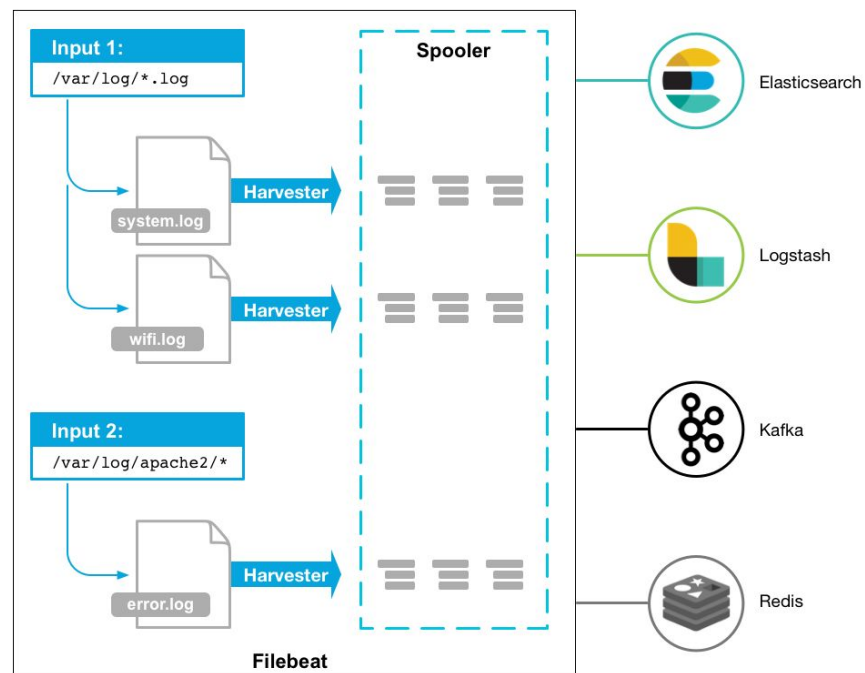 Input 1:
/var/log/*.log
Spooler
system.log
Harvester
wifi.log
Harvester
Input 2:
/var/log/apache2/*
error.log
Harvester
Filebeat
Elasticsearch
Logstash
Kafka
Redis